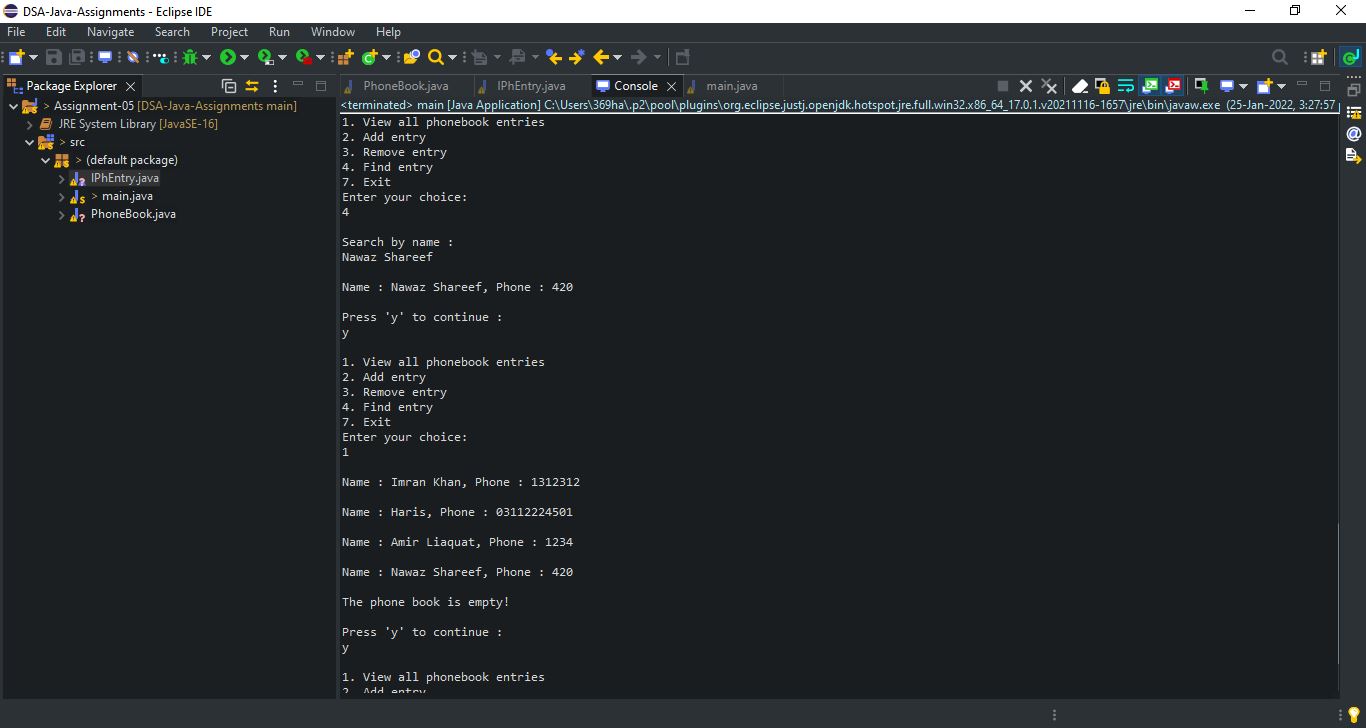 DSA-Java-Assignments - Eclipse IDE
File Edit Navigate Search Project Run Window Help
Package Explorer
PhoneBook.java IPhEntry.java Console main.java
<terminated> main [Java Application] C:\Users\369ha\.p2\pool\plugins\org.eclipse.justj.openjdk.hotspot.jre.full.win32.x86_64_17.0.1.v20211116-1657\jre\bin\javaw.exe (25-Jan-2022, 3:27:57
> Assignment-05 [DSA-Java-Assignments main]
JRE System Library [JavaSE-16]
> src
> (default package)
IPhEntry.java
> main.java
PhoneBook.java
1. View all phonebook entries
2. Add entry
3. Remove entry
4. Find entry
7. Exit
Enter your choice:
4
Search by name :
Nawaz Shareef
Name : Nawaz Shareef, Phone : 420
Press 'y' to continue :
y
1. View all phonebook entries
2. Add entry
3. Remove entry
4. Find entry
7. Exit
Enter your choice:
1
Name : Imran Khan, Phone : 1312312
Name : Haris, Phone : 03112224501
Name : Amir Liaquat, Phone : 1234
Name : Nawaz Shareef, Phone : 420
The phone book is empty!
Press 'y' to continue :
y
1. View all phonebook entries
2. Add entry